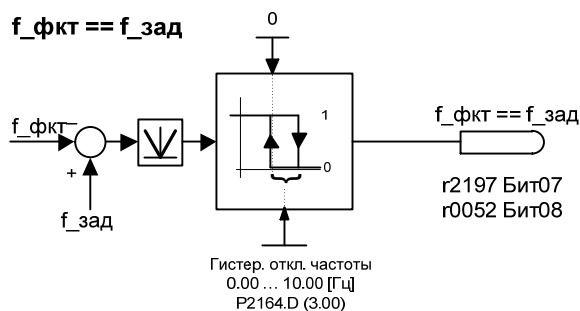 0
f_фкт == f_зад
1
f_фкт
–
f_фкт == f_зад
0
+
r2197 Бит07
r0052 Бит08
f_зад
Гистер. откл. частоты
0.00 ... 10.00 [Гц]
P2164.D (3.00)